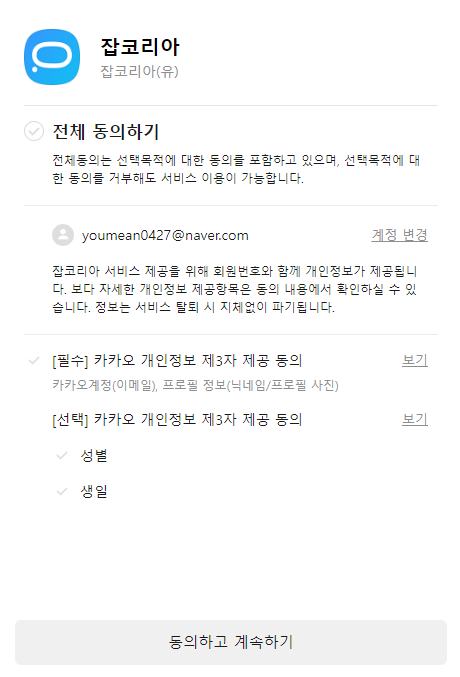 잡코리아
잡코리아(유)
전체 동의하기
전체동의는 선택목적에 대한 동의를 포함하고 있으며, 선택목적에 대
한 동의를 거부해도 서비스 이용이 가능합니다.
youmean0427@naver.com 계정 변경
잡코리아 서비스 제공을 위해 회원번호와 함께 개인정보가 제공됩니
다. 보다 자세한 개인정보 제공항목은 동의 내용에서 확인하실 수 있
습니다. 정보는 서비스 탈퇴 시 지체없이 파기됩니다.
[필수] 카카오 개인정보 제3자 제공 동의 보기
카카오계정(이메일), 프로필 정보(닉네임/프로필 사진)
[선택] 카카오 개인정보 제3자 제공 동의 보기
성별
생일
동의하고 계속하기